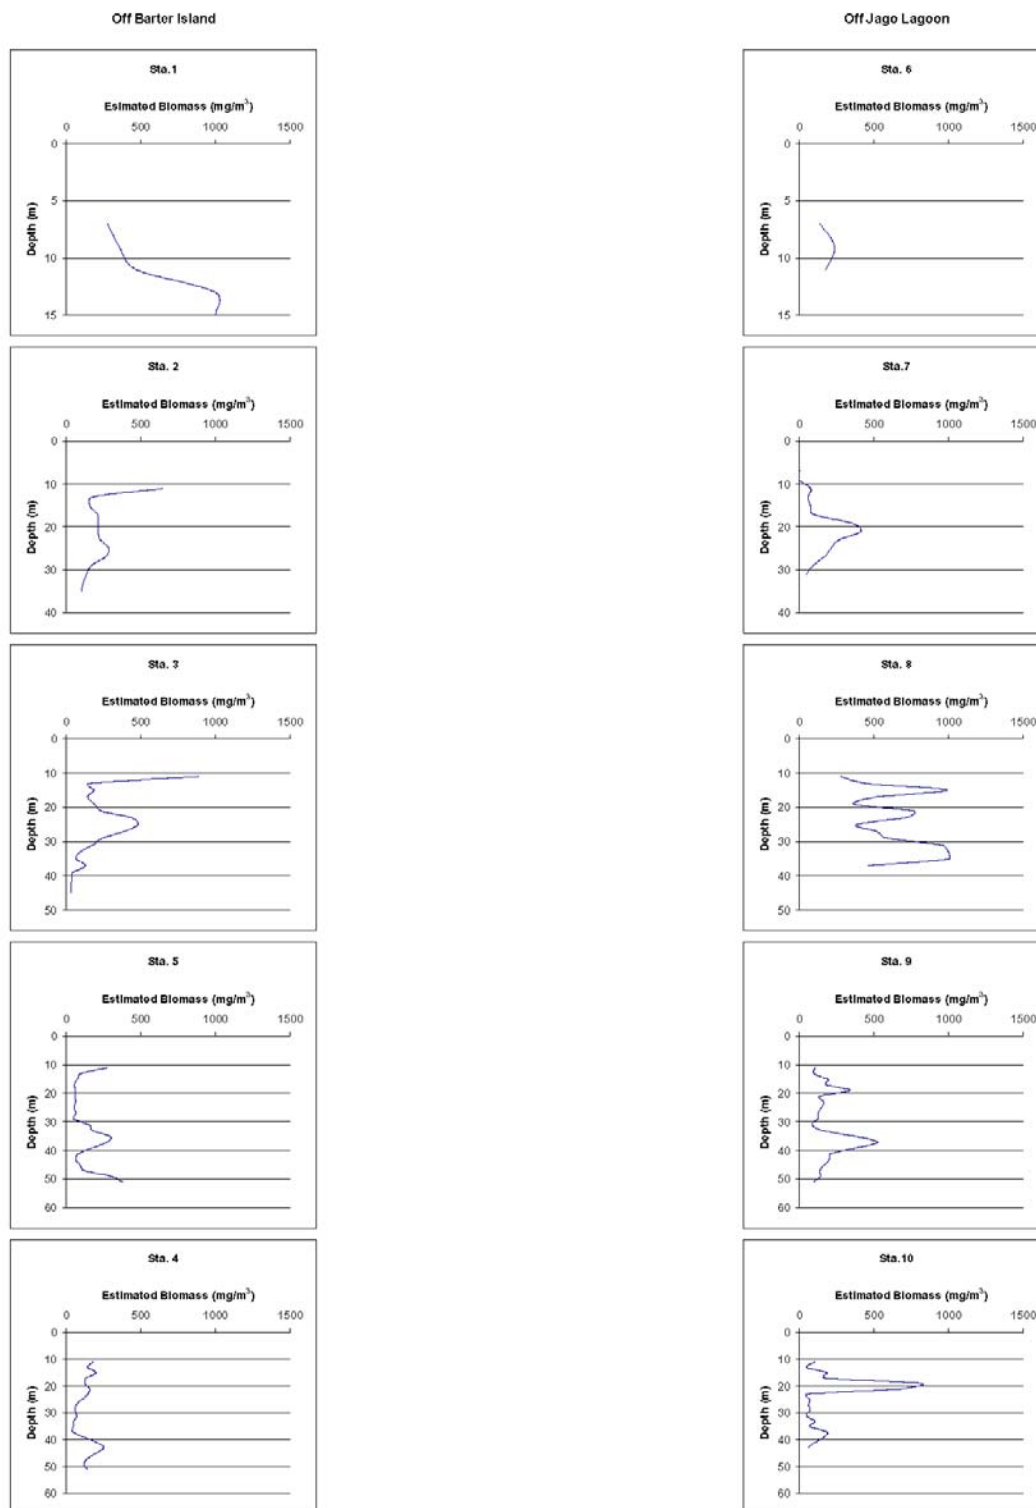 Off Barter Island
Sta.1
Esimated Biomass (mg/m³)
0 500 1000 1500
0
5
10
15
Depth (m)
Sta. 2
Estimated Biomass (mg/m³)
0 500 1000 1500
0
10
20
30
40
Depth (m)
Sta. 3
Estimated Biomass (mg/m³)
0 500 1000 1500
0
10
20
30
40
50
Depth (m)
Sta. 5
Estimated Biomass (mg/m³)
0 500 1000 1500
0
10
20
30
40
50
60
Depth (m)
Sta. 4
Estimated Biomass (mg/m³)
0 500 1000 1500
0
10
20
30
40
50
60
Depth (m)
Off Jago Lagoon
Sta. 6
Estimated Biomass (mg/m³)
0 500 1000 1500
0
5
10
15
Depth (m)
Sta.7
Estimated Biomass (mg/m³)
0 500 1000 1500
0
10
20
30
40
Depth (m)
Sta. 8
Estimated Biomass (mg/m³)
0 500 1000 1500
0
10
20
30
40
50
Depth (m)
Sta. 9
Estimated Biomass (mg/m³)
0 500 1000 1500
0
10
20
30
40
50
60
Depth (m)
Sta.10
Estimated Biomass (mg/m³)
0 500 1000 1500
0
10
20
30
40
50
60
Depth (m)